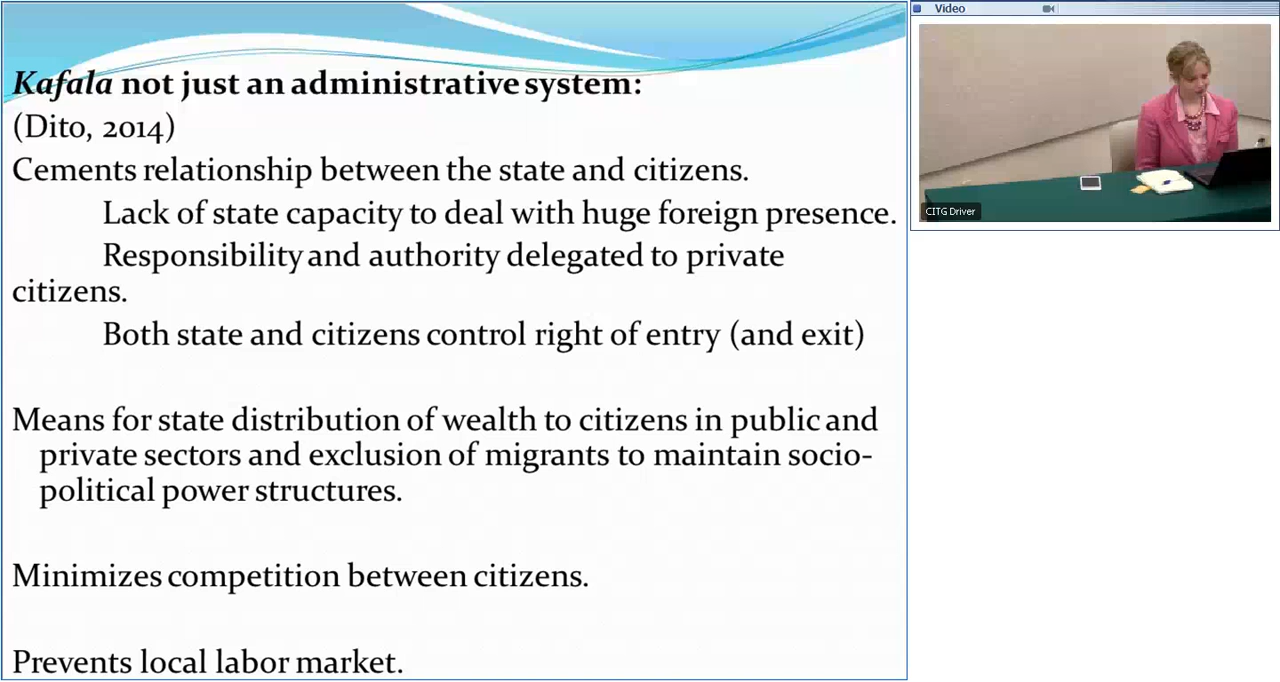 Kafala not just an administrative system:
(Dito, 2014)
Cements relationship between the state and citizens.
Lack of state capacity to deal with huge foreign presence.
Responsibility and authority delegated to private
citizens.
Both state and citizens control right of entry (and exit)
Means for state distribution of wealth to citizens in public and
private sectors and exclusion of migrants to maintain socio-
political power structures.
Minimizes competition between citizens.
Prevents local labor market.
Video
CITG Driver